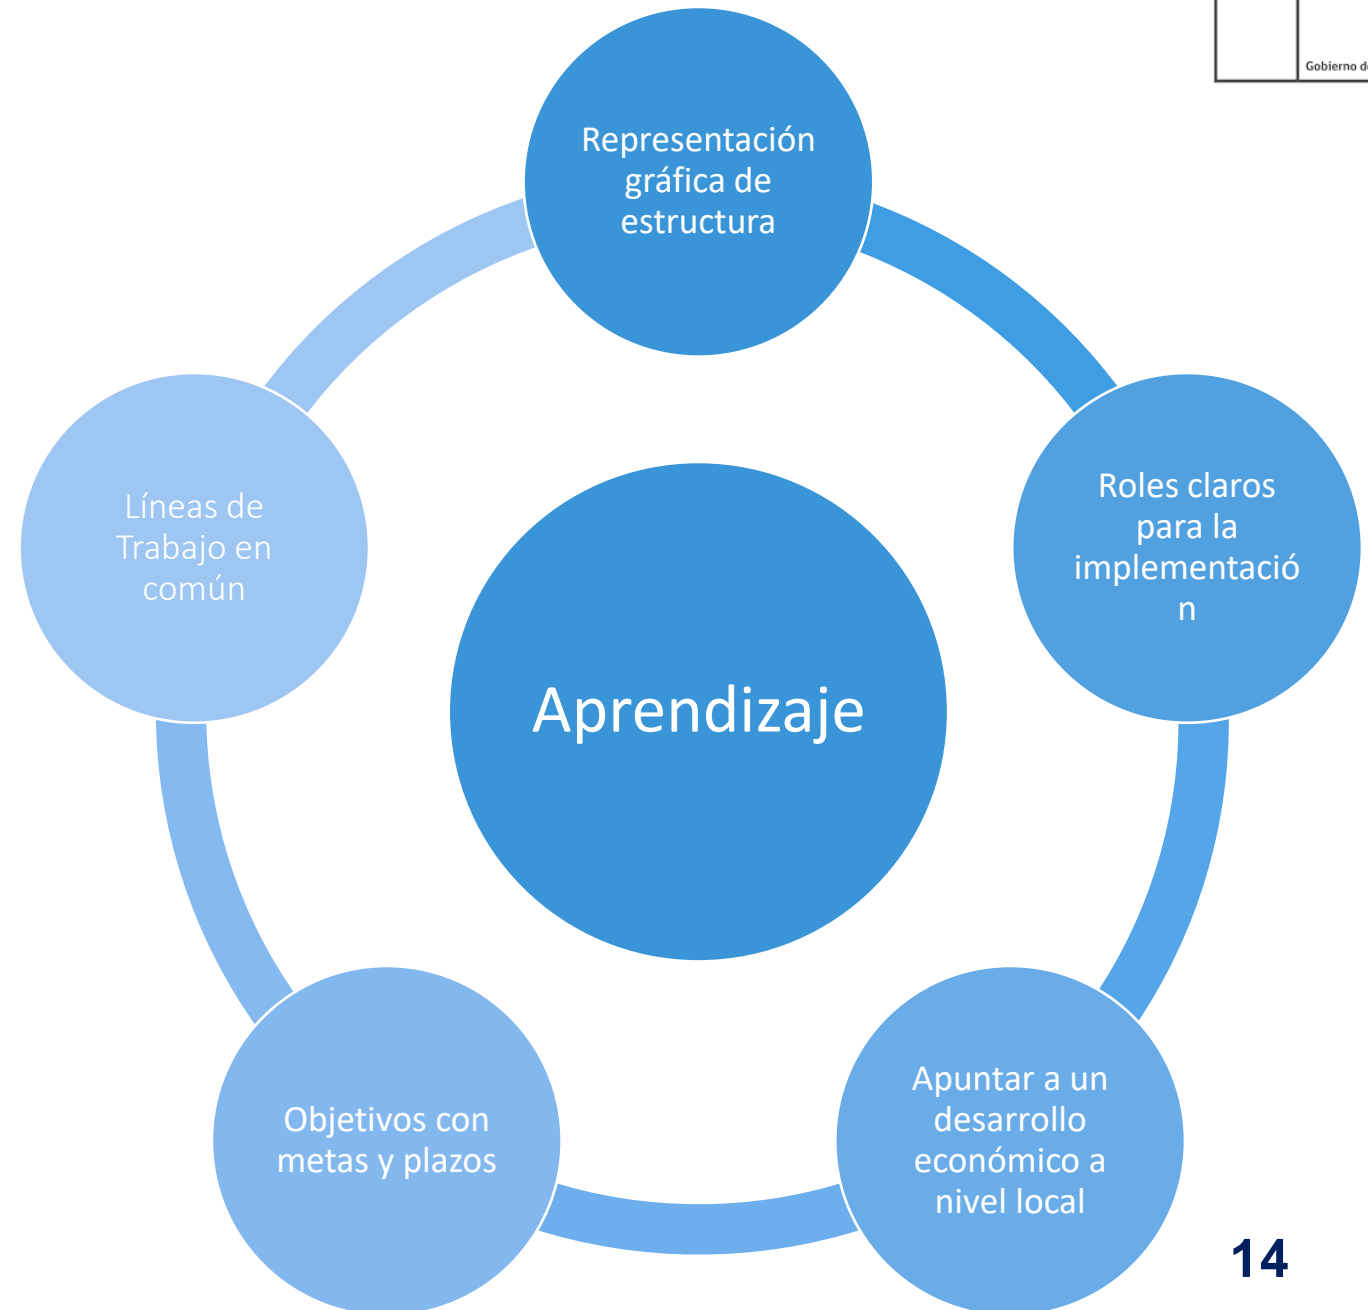 Gobierno d
Representación
gráfica de
estructura
Roles claros
para la
implementació
n
Apuntar a un
desarrollo
económico a
nivel local
Objetivos con
metas y plazos
Líneas de
Trabajo en
común
Aprendizaje
14